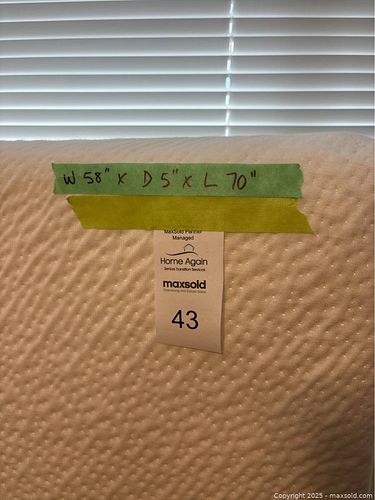 W 58" x D 5" x L 70"
MaxSold Partner
Managed
Home Again
Senior Transition Services
maxsold
43
Copyright 2025 - maxsold.com